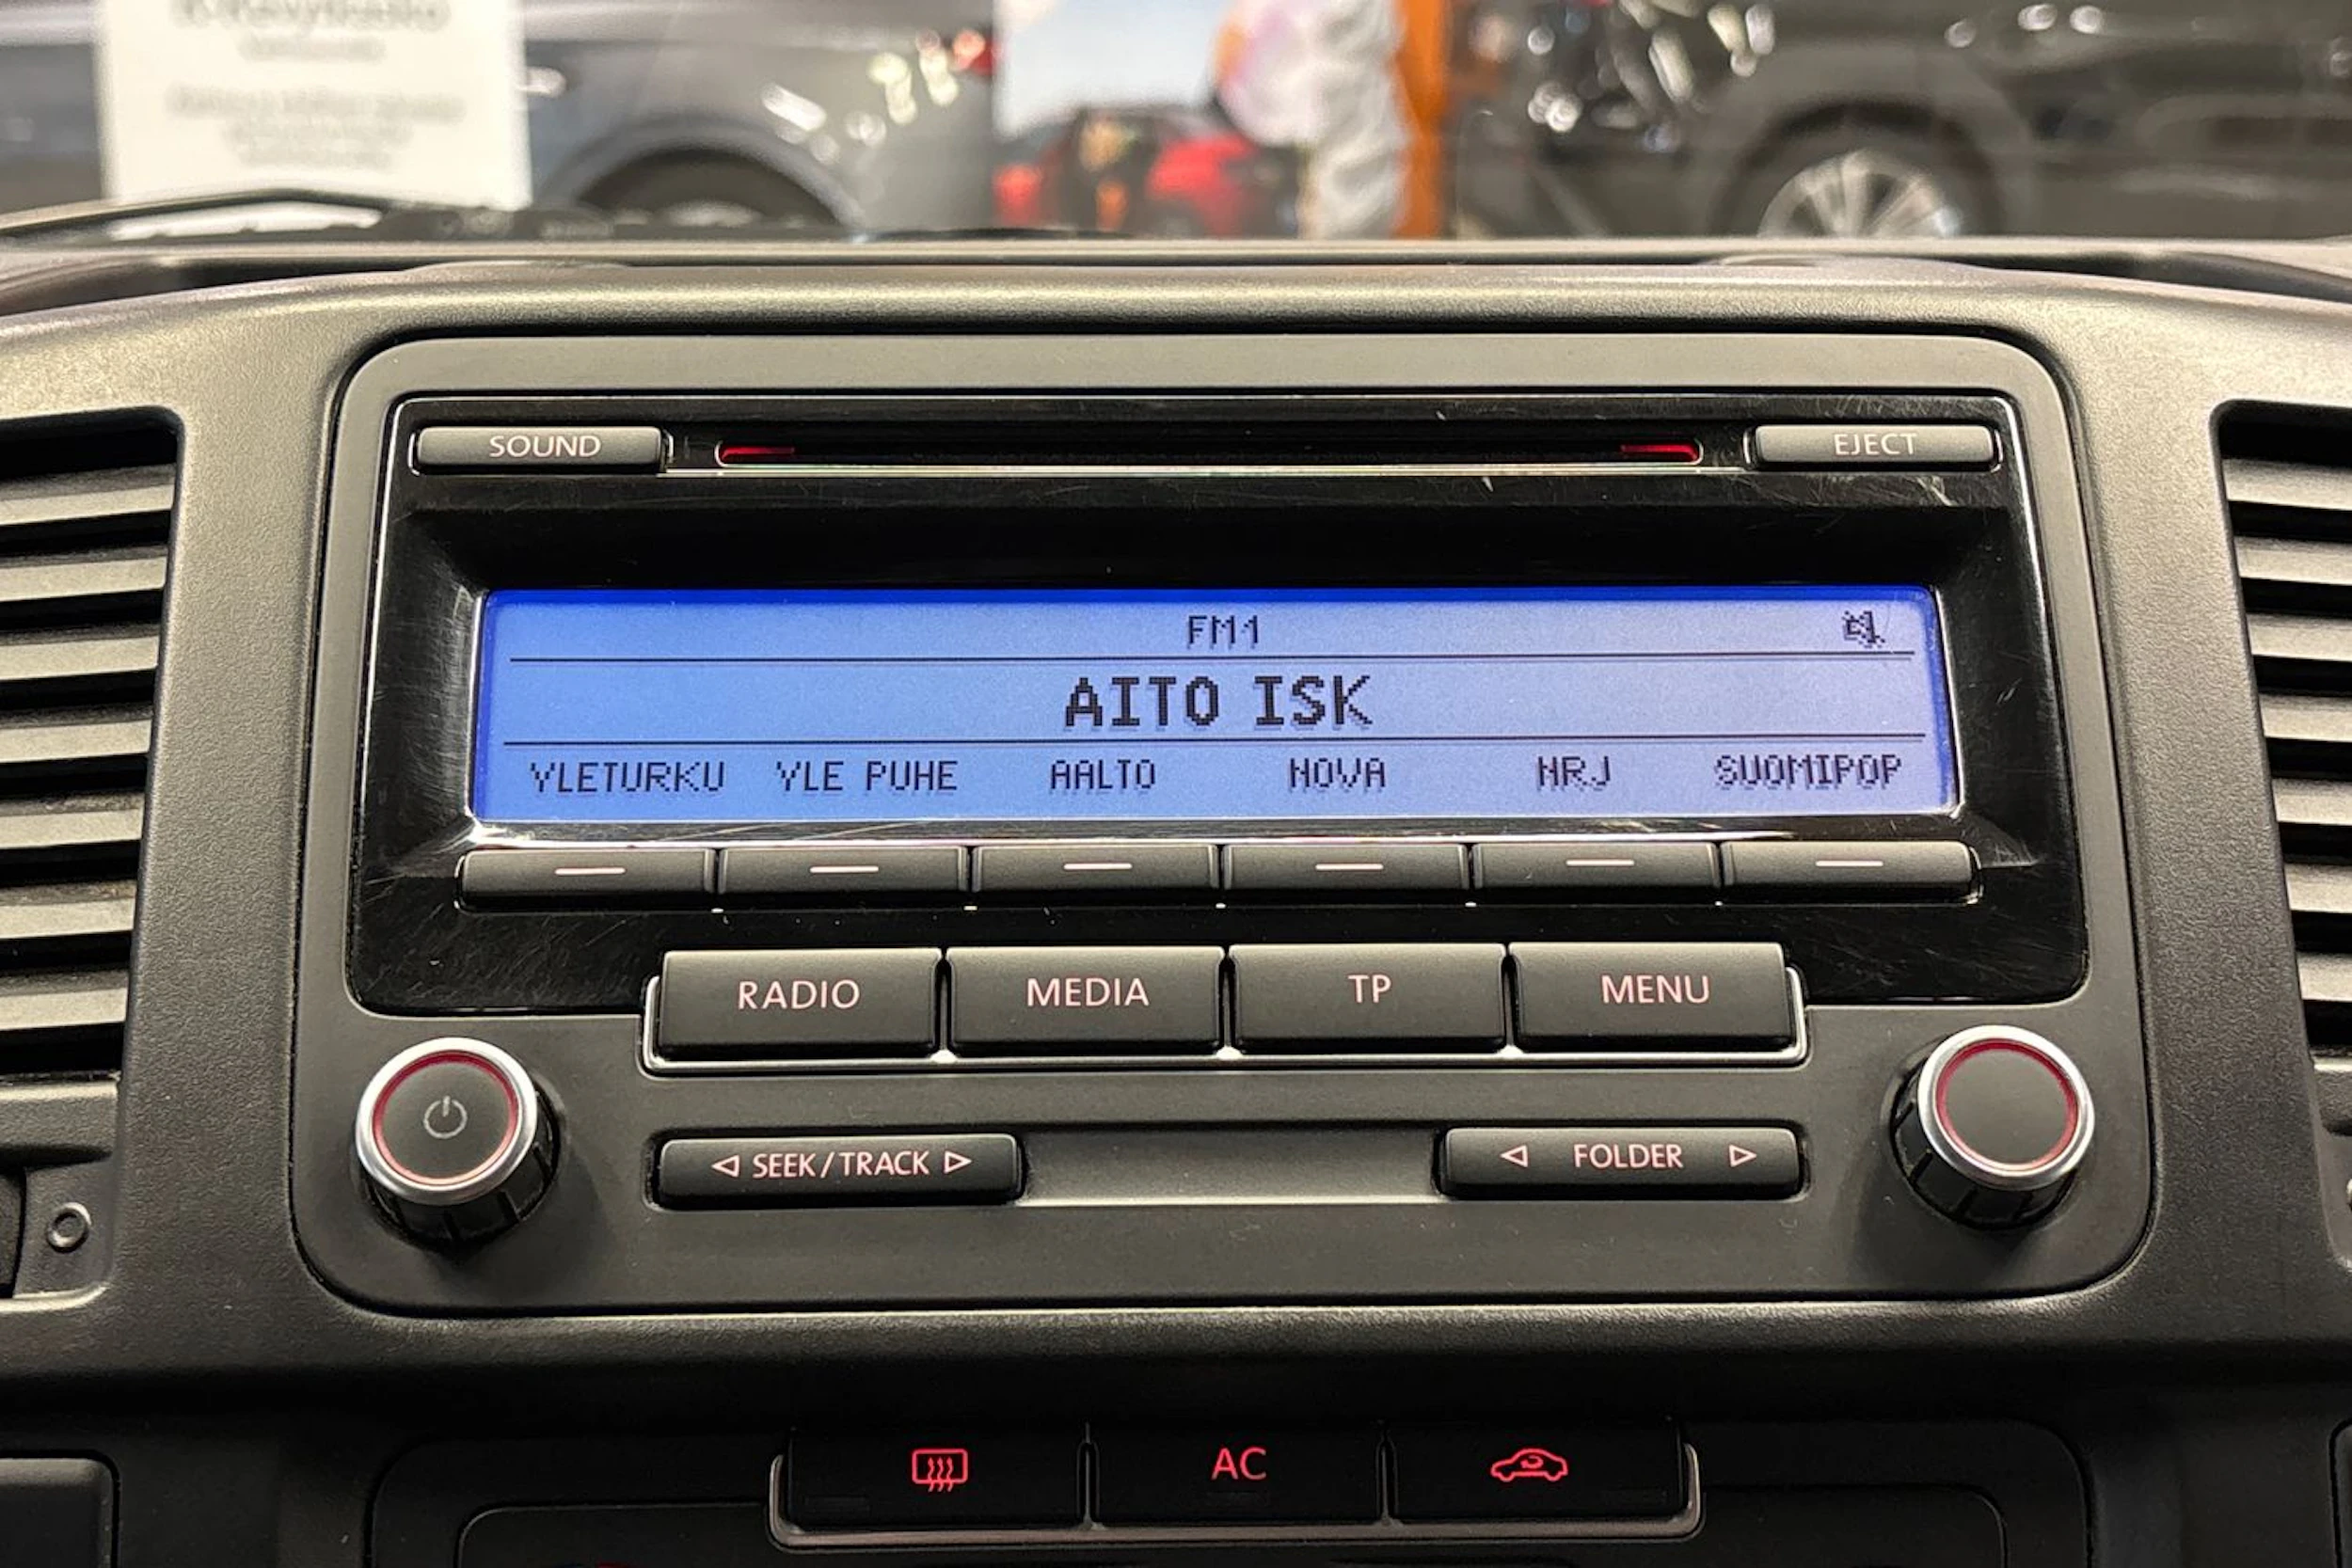 SOUND
EJECT
FM1
AITO ISK
YLETURKU YLE PUHE AALTO NOVA NRJ SUOMIPOP
RADIO MEDIA TP MENU
SEEK/TRACK FOLDER
AC